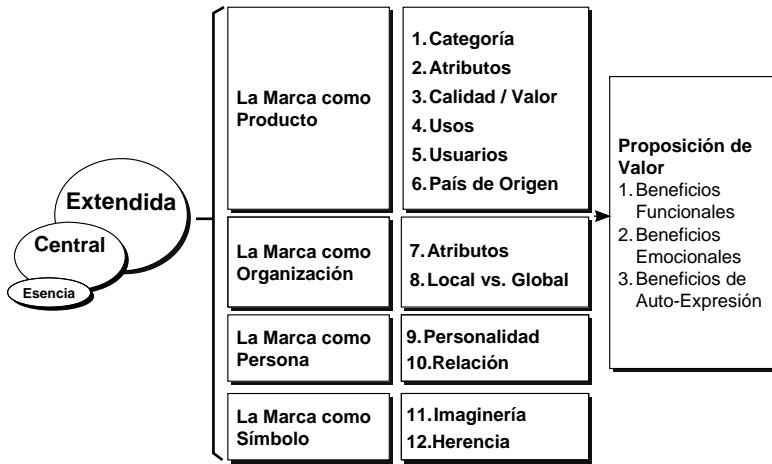 Extendida
Central
Esencia
La Marca como
Producto
1.Categoría
2.Atributos
3.Calidad / Valor
4.Usos
5.Usuarios
6.País de Origen
La Marca como
Organización
7.Atributos
8.Local vs. Global
La Marca como
Persona
9.Personalidad
10.Relación
La Marca como
Símbolo
11.Imaginería
12.Herencia
Proposición de
Valor
1.Beneficios
Funcionales
2.Beneficios
Emocionales
3.Beneficios de
Auto-Expresión